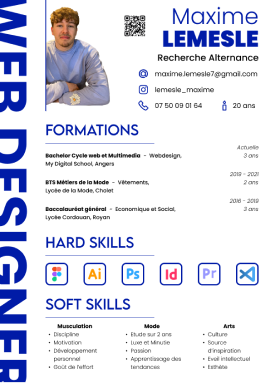 WEB DESIGNER
Maxime
LEMESLE
Recherche Alternance
maxime.lemesle7@gmail.com
lemesle_maxime
07 50 09 01 64
20 ans
FORMATIONS
Actuelle
Bachelor Cycle web et Multimedia - Webdesign, 3 ans
My Digital School, Angers
2019 - 2021
BTS Métiers de la Mode - Vêtements, 2 ans
Lycée de la Mode, Cholet
2016 - 2019
Baccalauréat général - Economique et Social, 3 ans
Lycée Cordouan, Royan
HARD SKILLS
Ai
Ps
Id
Pr
SOFT SKILLS
Musculation
• Discipline
• Motivation
• Développement
personnel
• Goût de l'effort
Mode
• Etude sur 2 ans
• Luxe et Minutie
• Passion
• Apprentissage des
tendances
Arts
• Culture
• Source
d'inspiration
• Eveil intellectuel
• Esthète